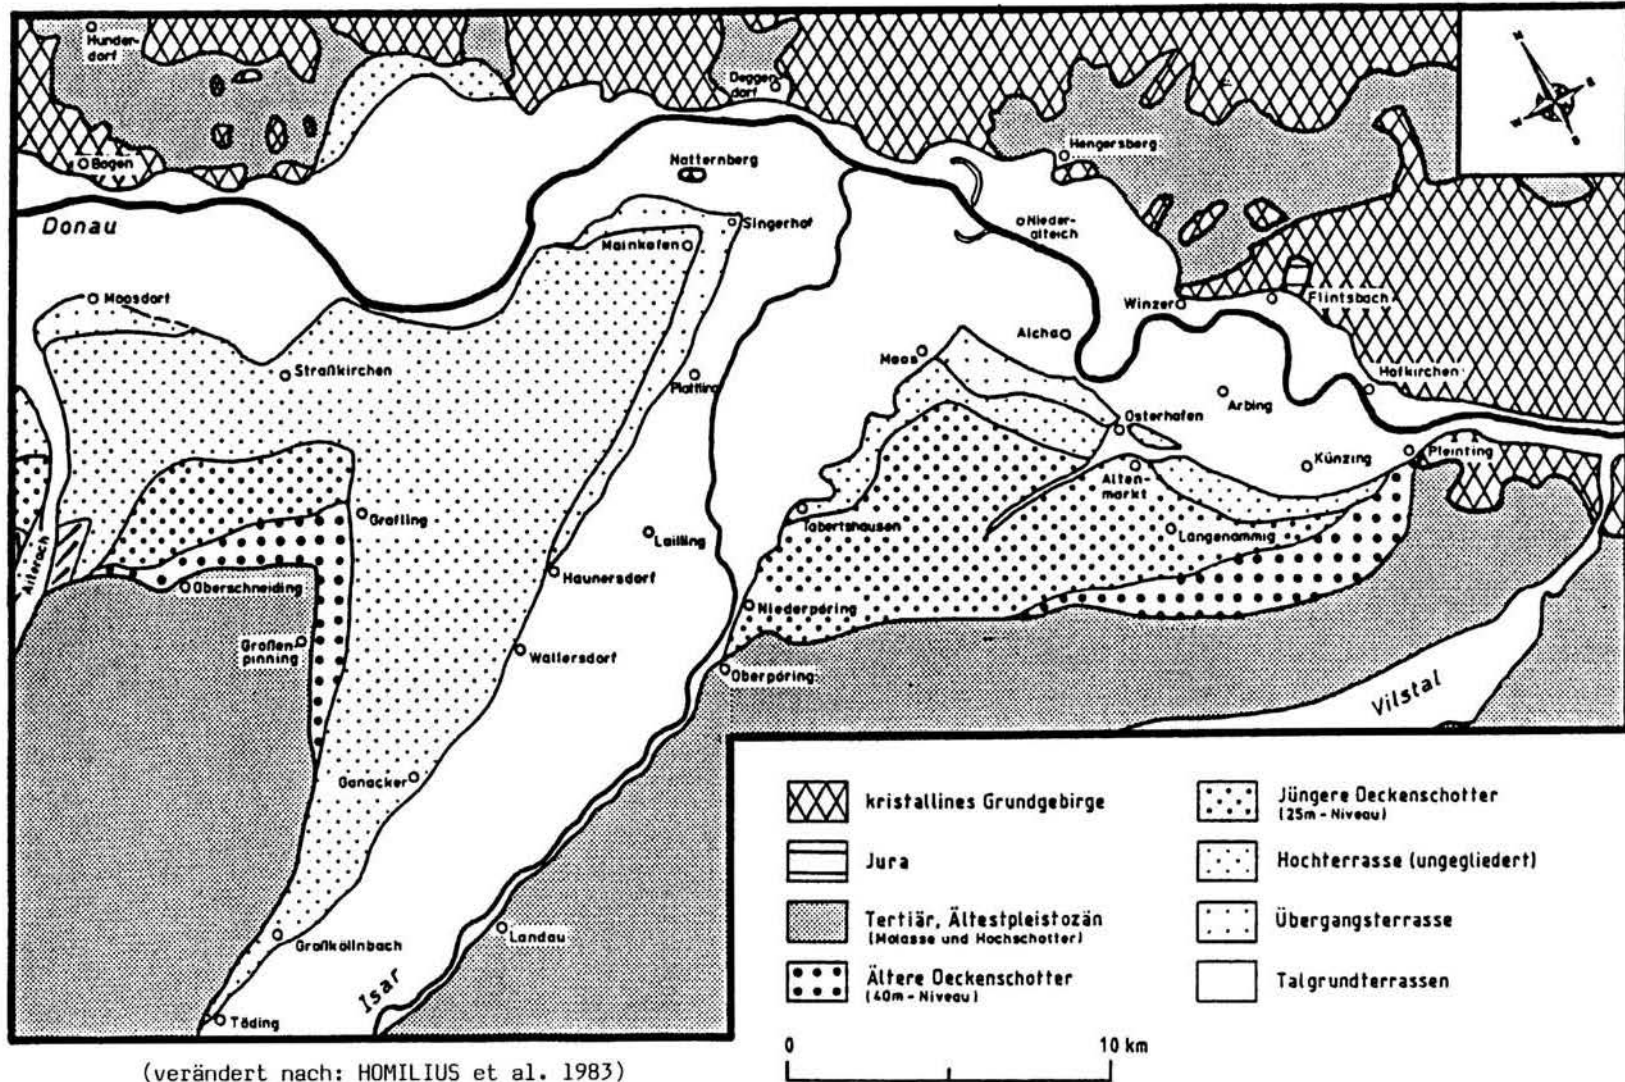 Hunder-
dorf
Deggen-
dorf
Bogen
Hengersberg
Natternberg
Donau
Singerhof
Nieder-
alteich
Mainkofen
Moosdorf
Winzer
Flintsbach
Aicha
Straßkirchen
Moos
Plattling
Hofkirchen
Arbing
Osterhofen
Pleinting
Künzing
Alten-
markt
Grafling
Tabertshausen
Langenammig
Lailling
Aiterach
Haunersdorf
Oberschneiding
Niederpöring
Großen-
pinning
Wallersdorf
Oberpöring
Vilstal
Ganacker
Großköllnbach
Landau
Isar
Töding
kristallines Grundgebirge
Jura
Tertiär, Ältestpleistozän
(Molasse und Hochschotter)
Ältere Deckenschotter
(40m-Niveau)
Jüngere Deckenschotter
(25m-Niveau)
Hochterrasse (ungegliedert)
Übergangsterrasse
Talgrundterrassen
0 10 km
(verändert nach: HOMILIUS et al. 1983)